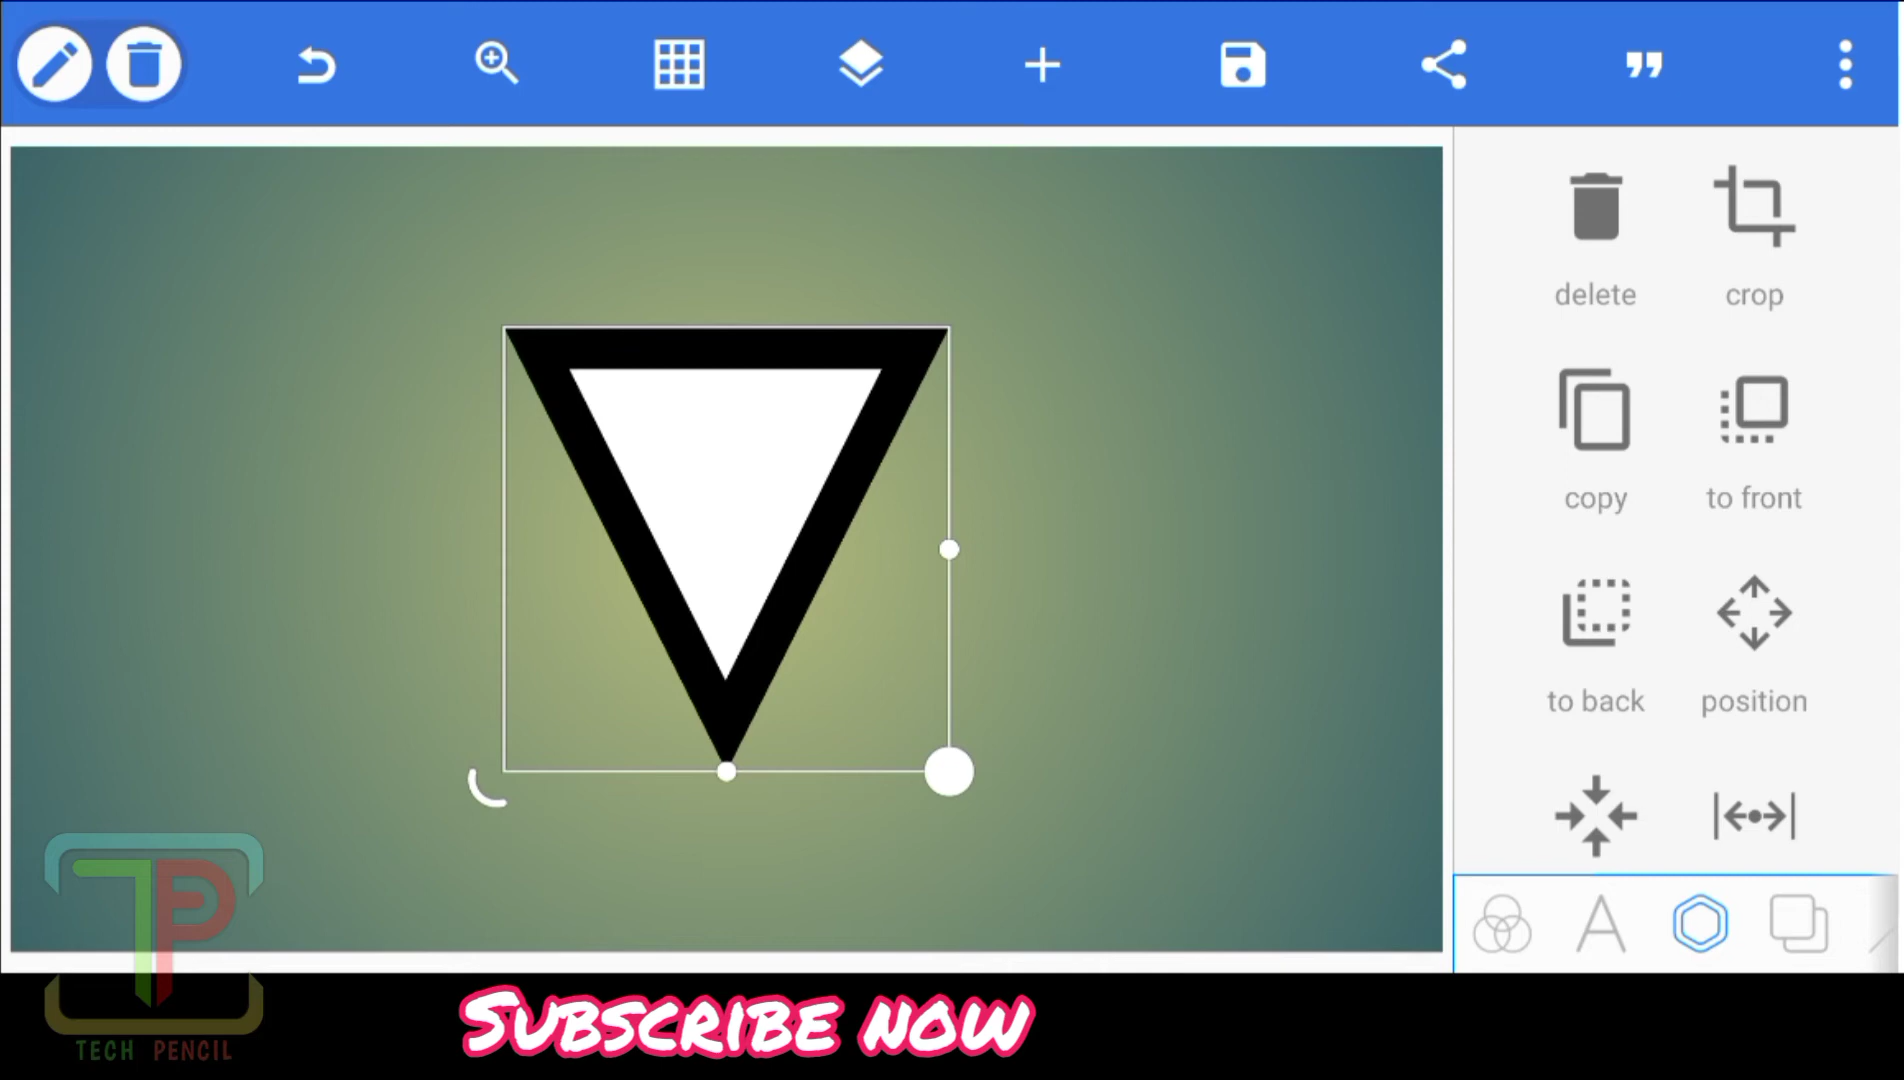 delete
crop
copy
to front
to back
position
TECH PENCIL
SUBSCRIBE NOW